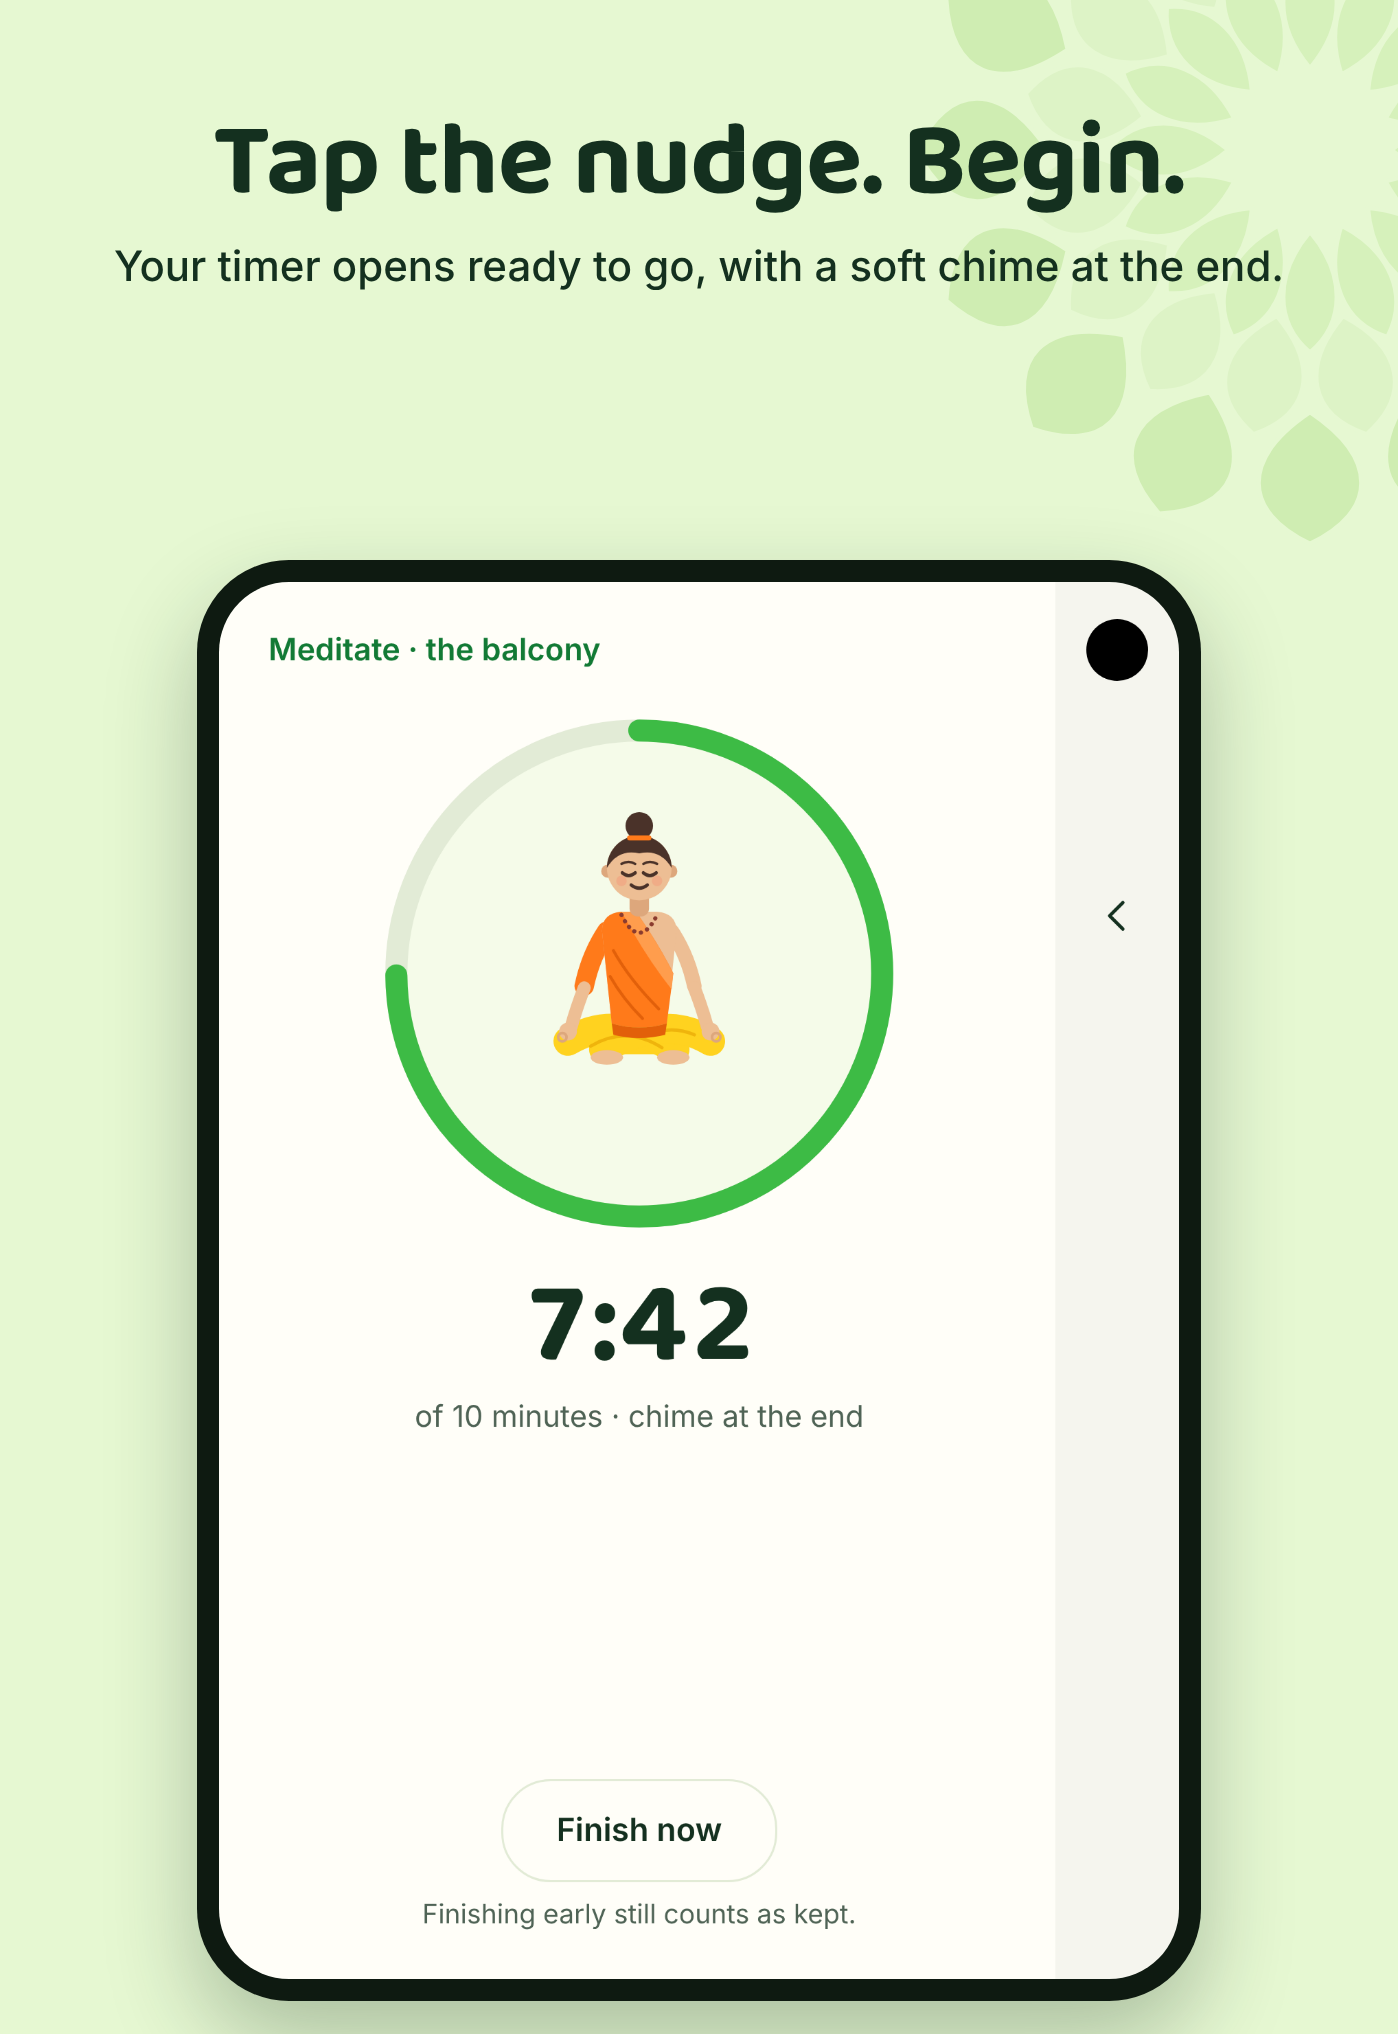 Tap the nudge. Begin.
Your timer opens ready to go, with a soft chime at the end.
Meditate · the balcony
7:42
of 10 minutes · chime at the end
Finish now
Finishing early still counts as kept.